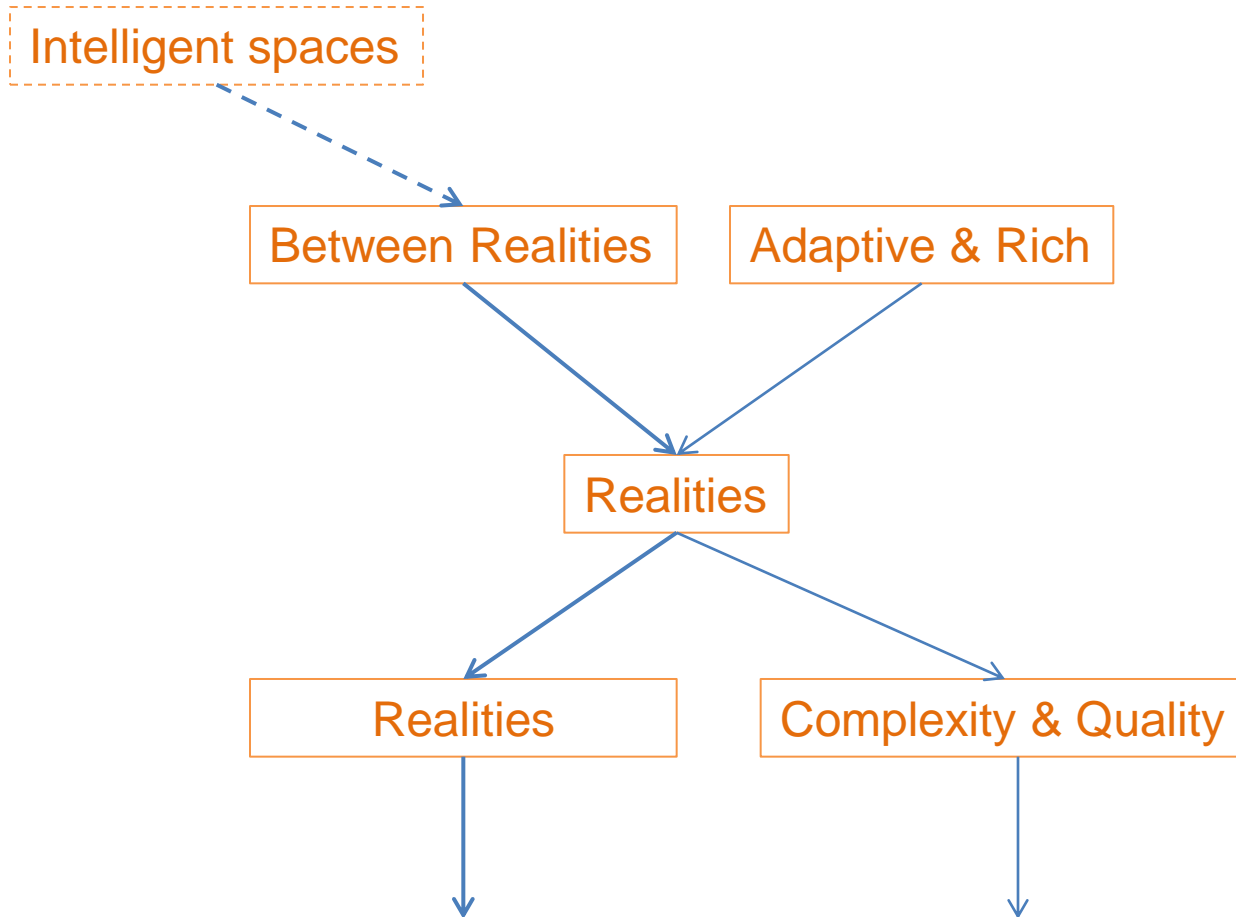 Intelligent spaces
Between Realities
Adaptive & Rich
Realities
Realities
Complexity & Quality